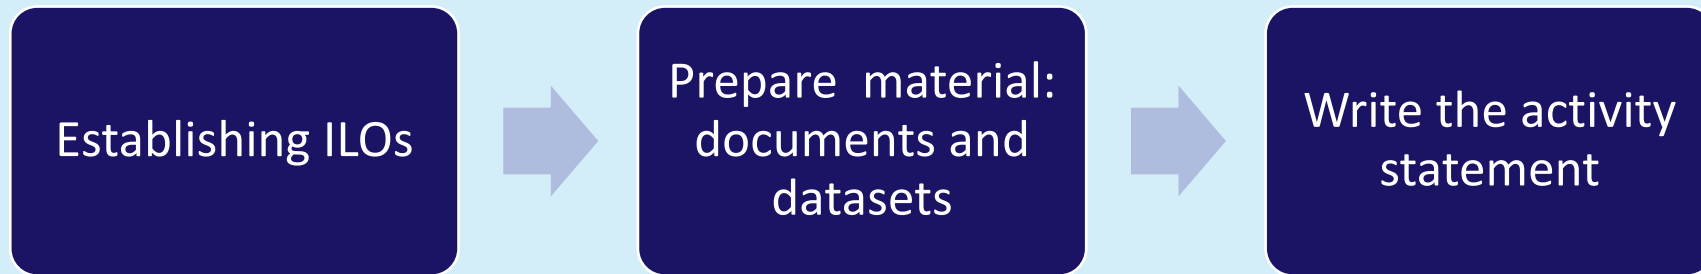 Establishing ILOs
Prepare material:
documents and
datasets
Write the activity
statement